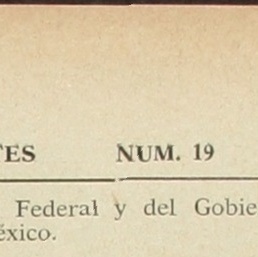 TES NUM. 19
Federal y del Gobie
éxico.